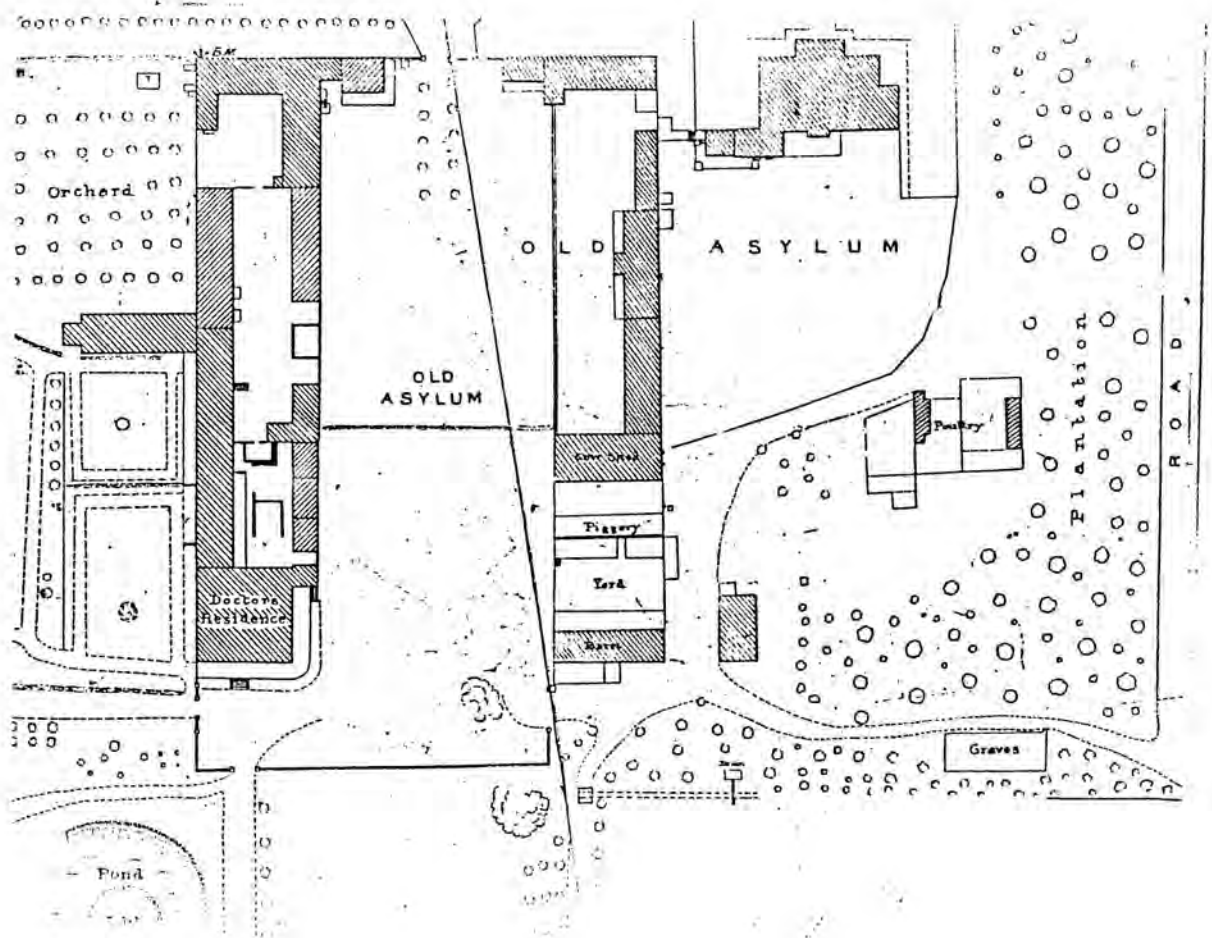 Orchard
OLD ASYLUM
OLD
ASYLUM
Plantation
ROAD.
Poultry
Cow Shed
Piggery
Yard
Doctors
Residence
Barn
Graves
Pond